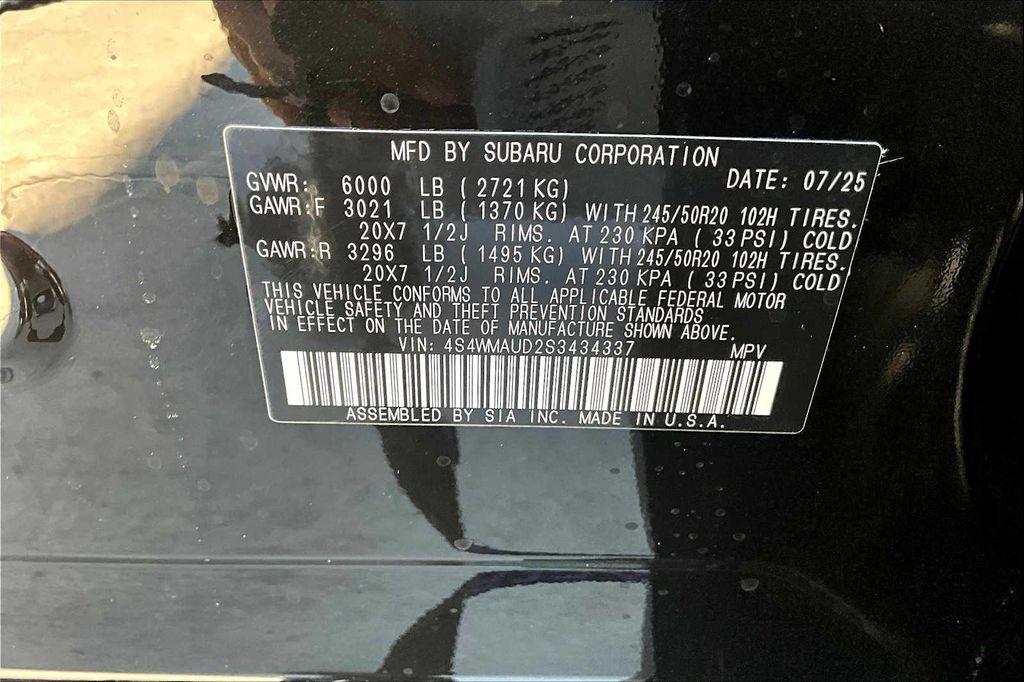 MFD BY SUBARU CORPORATION
DATE: 07/25
GVWR: 6000 LB ( 2721 KG)
GAWR:F 3021 LB ( 1370 KG) WITH 245/50R20 102H TIRES.
20X7 1/2J RIMS. AT 230 KPA ( 33 PSI) COLD
GAWR:R 3296 LB ( 1495 KG) WITH 245/50R20 102H TIRES.
20X7 1/2J RIMS. AT 230 KPA ( 33 PSI) COLD
THIS VEHICLE CONFORMS TO ALL APPLICABLE FEDERAL MOTOR
VEHICLE SAFETY AND THEFT PREVENTION STANDARDS
IN EFFECT ON THE DATE OF MANUFACTURE SHOWN ABOVE.
VIN: 4S4WMAUD2S3434337 MPV
ASSEMBLED BY SIA INC. MADE IN U.S.A.